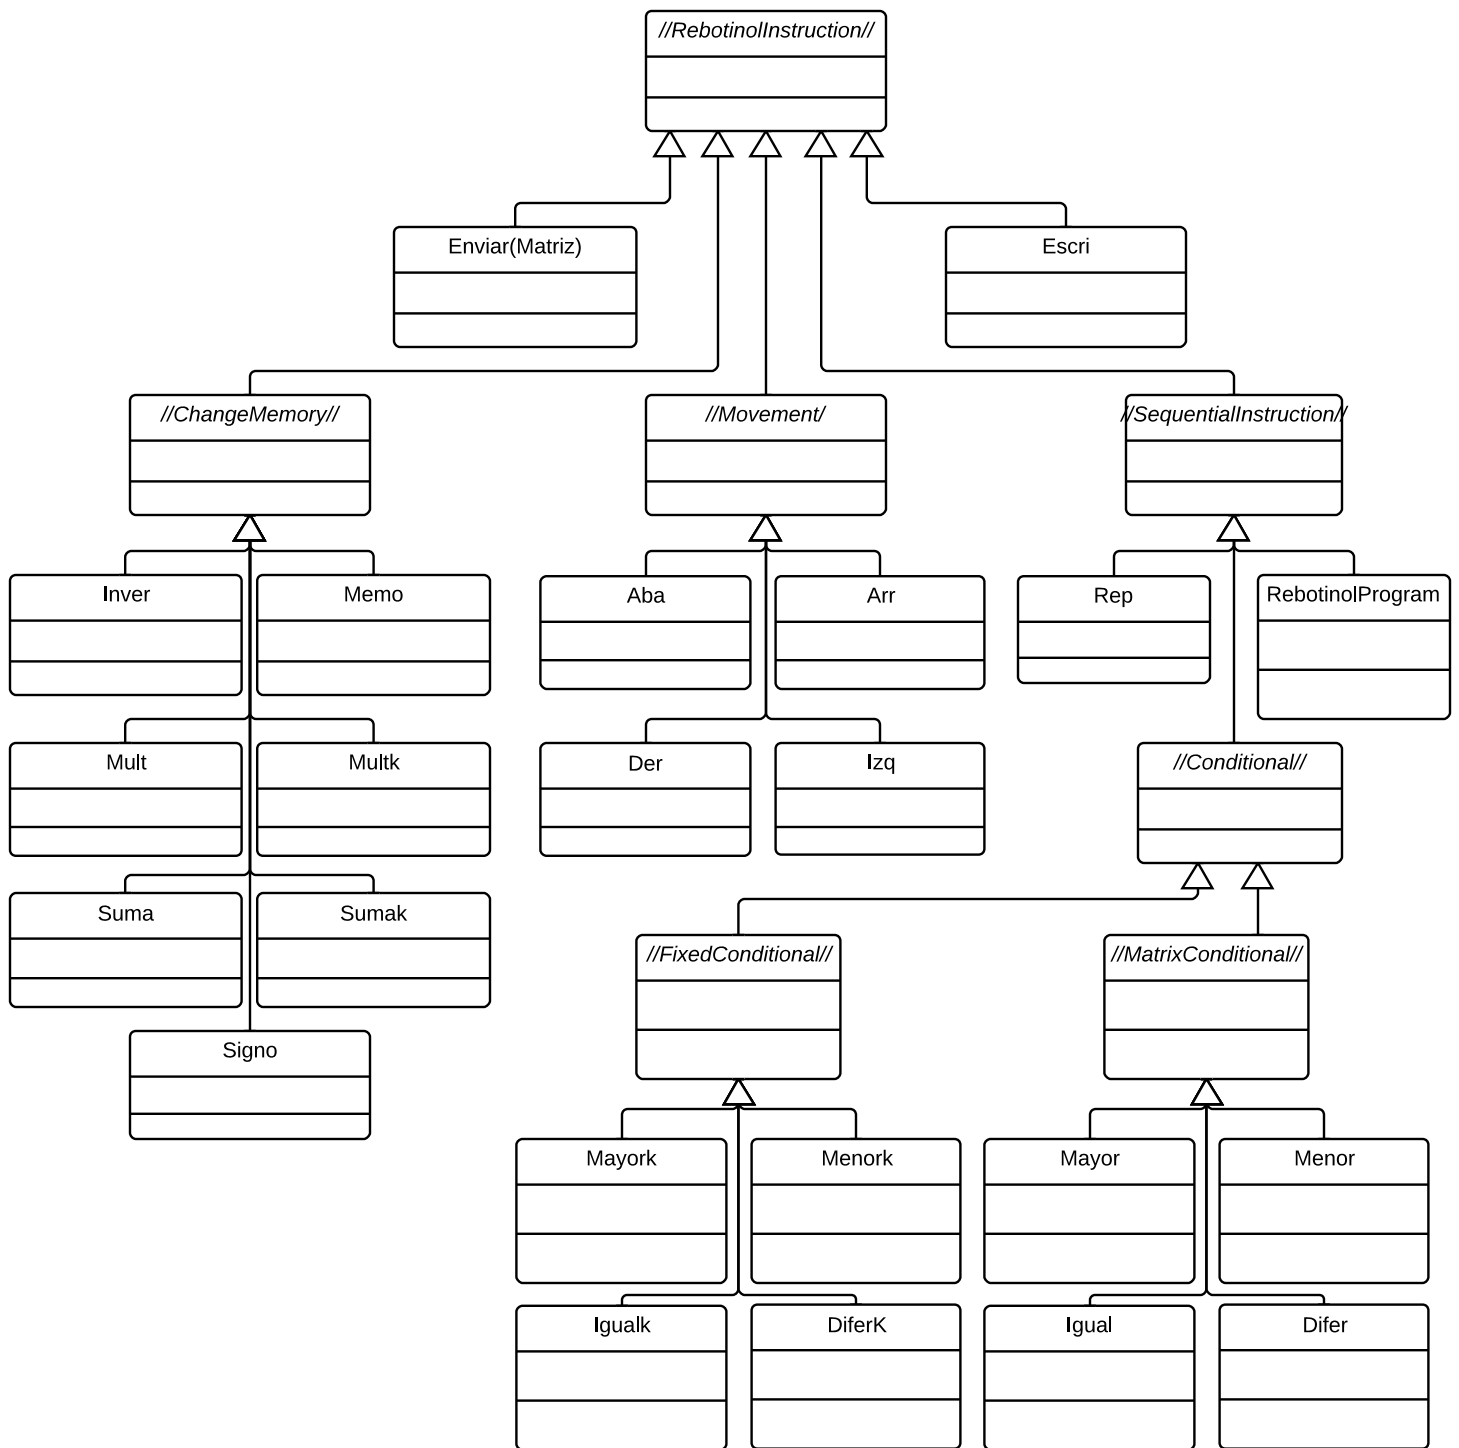 //RebotinolInstruction//
Enviar(Matriz)
Escri
//ChangeMemory//
//Movement/
//SequentialInstruction//
Inver
Memo
Aba
Arr
Rep
RebotinolProgram
Mult
Multk
Der
Izq
//Conditional//
Suma
Sumak
//FixedConditional//
//MatrixConditional//
Signo
Mayork
Menork
Mayor
Menor
Igualk
DiferK
Igual
Difer